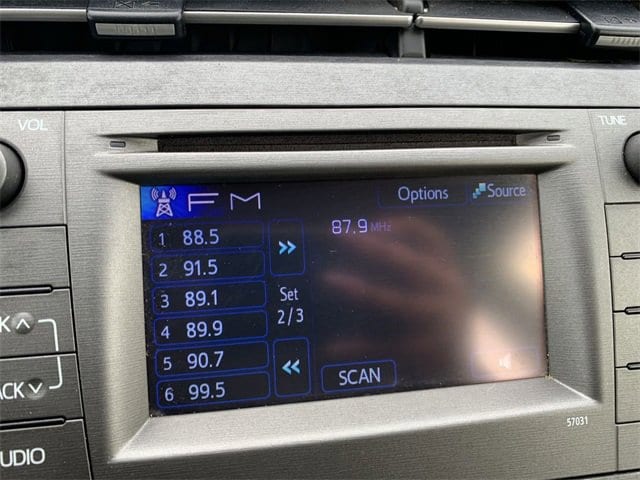 VOL
TUNE
FM
Options
Source
87.9 MHz
1 88.5
2 91.5
3 89.1
4 89.9
5 90.7
6 99.5
Set
2/3
SCAN
57031
UDIO